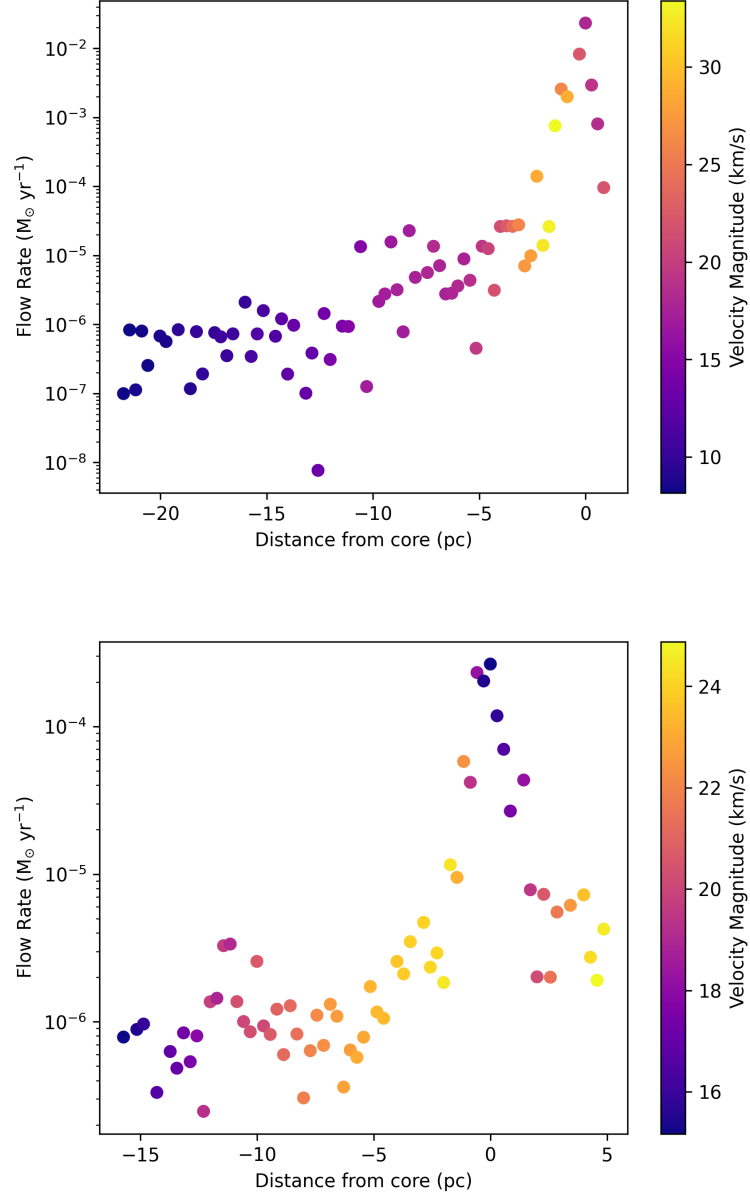 10⁻²
10⁻³
10⁻⁴
10⁻⁵
10⁻⁶
10⁻⁷
10⁻⁸
Flow Rate (M☉ yr⁻¹)
−20 −15 −10 −5 0
Distance from core (pc)
30
25
20
15
10
Velocity Magnitude (km/s)
10⁻⁴
10⁻⁵
10⁻⁶
Flow Rate (M☉ yr⁻¹)
−15 −10 −5 0 5
Distance from core (pc)
24
22
20
18
16
Velocity Magnitude (km/s)